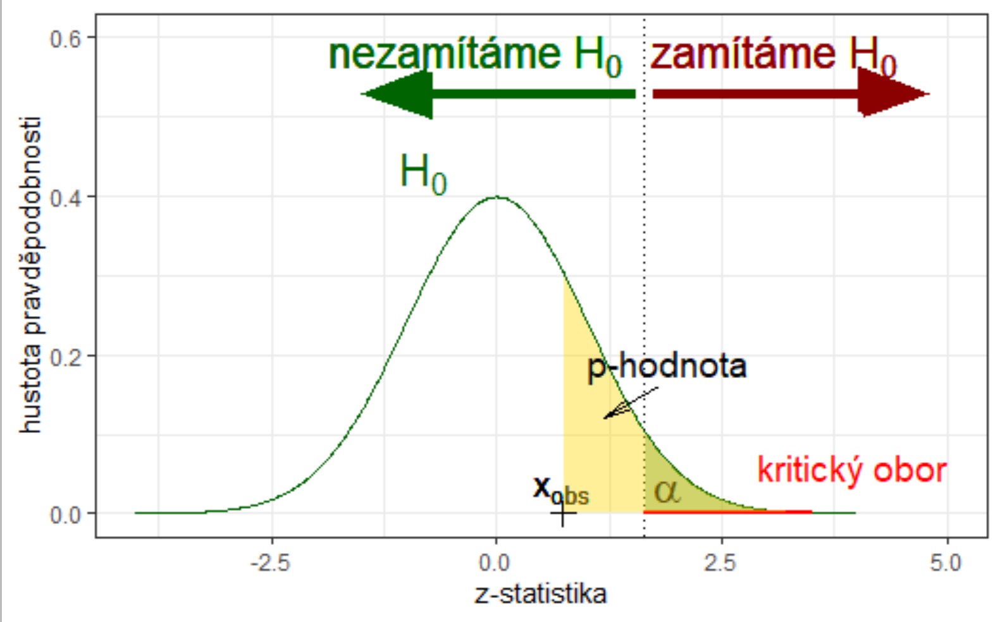 nezamítáme H₀
zamítáme H₀
H₀
p-hodnota
kritický obor
x_obs
α
hustota pravděpodobnosti
0.6
0.4
0.2
0.0
-2.5
0.0
2.5
5.0
z-statistika